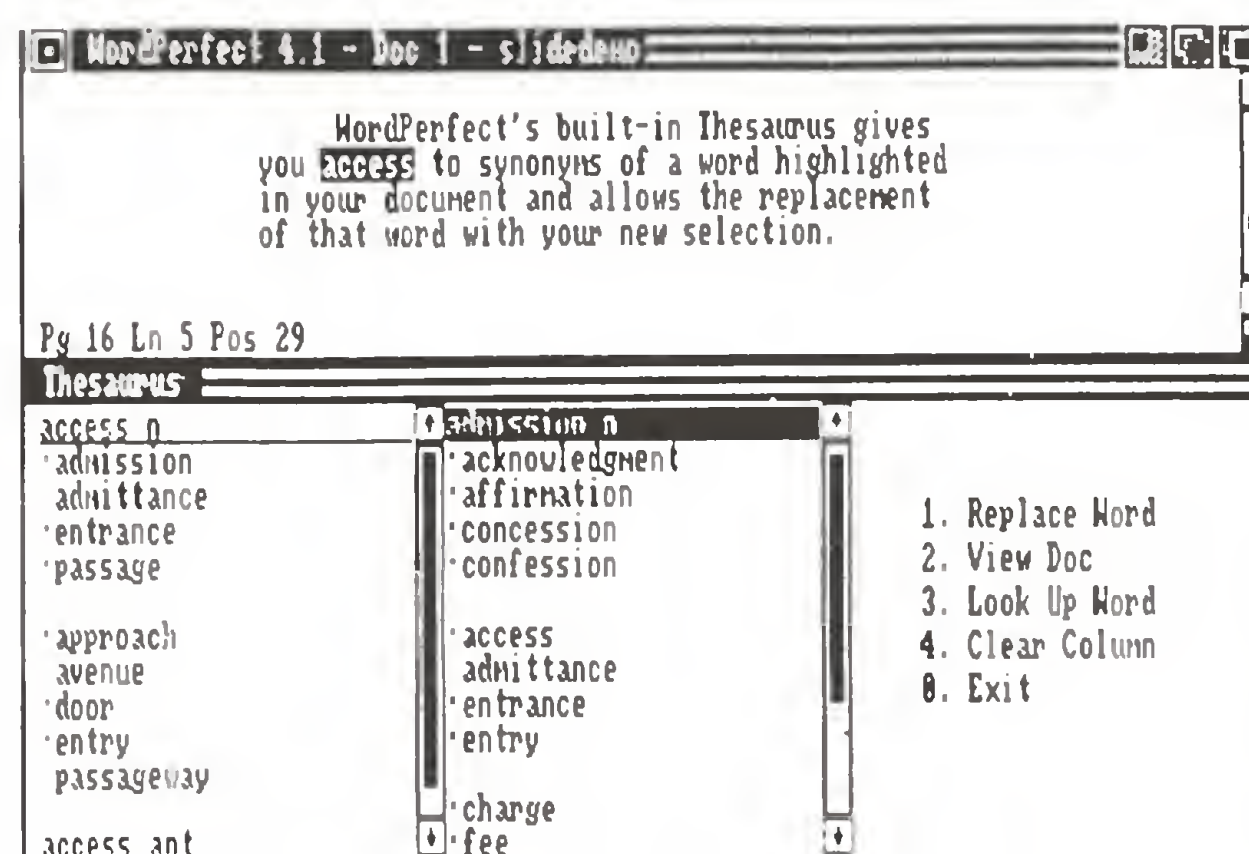 WordPerfect 4.1 - Doc 1 - slidedemo
WordPerfect's built-in Thesaurus gives
you access to synonyms of a word highlighted
in your document and allows the replacement
of that word with your new selection.
Pg 16 Ln 5 Pos 29
Thesaurus
access n
·admission
admittance
·entrance
·passage
·approach
avenue
·door
·entry
passageway
access ant
admission n
·acknowledgment
·affirmation
·concession
·confession
·access
admittance
·entrance
·entry
·charge
·fee
1. Replace Word
2. View Doc
3. Look Up Word
4. Clear Column
0. Exit